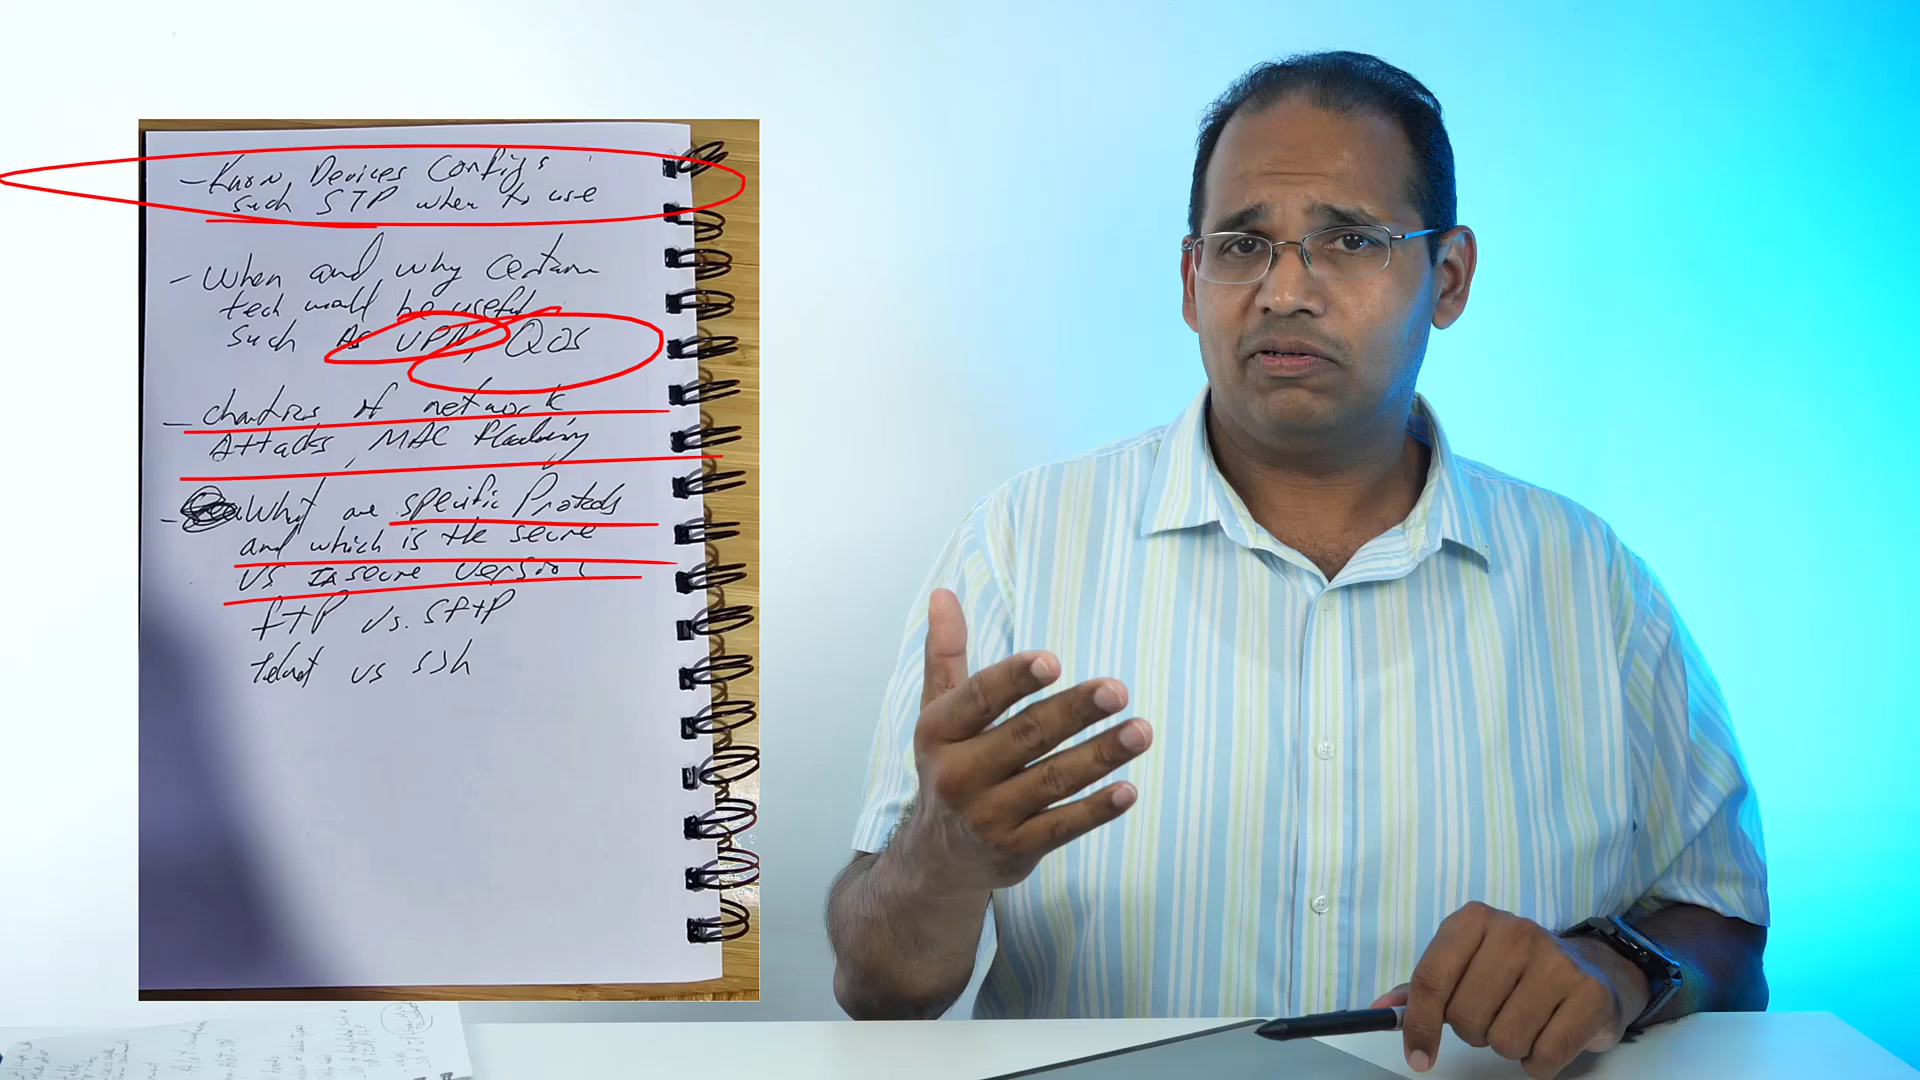 - Know Devices Configs
such STP when to use
- When and why certain
tech would be useful
such As VPN, QoS
- of network
Attacks, MAC Flooding
- What are specific Protocols
and which is the secure
VS Insecure Version
ftp vs. SFtP
telnet vs ssh